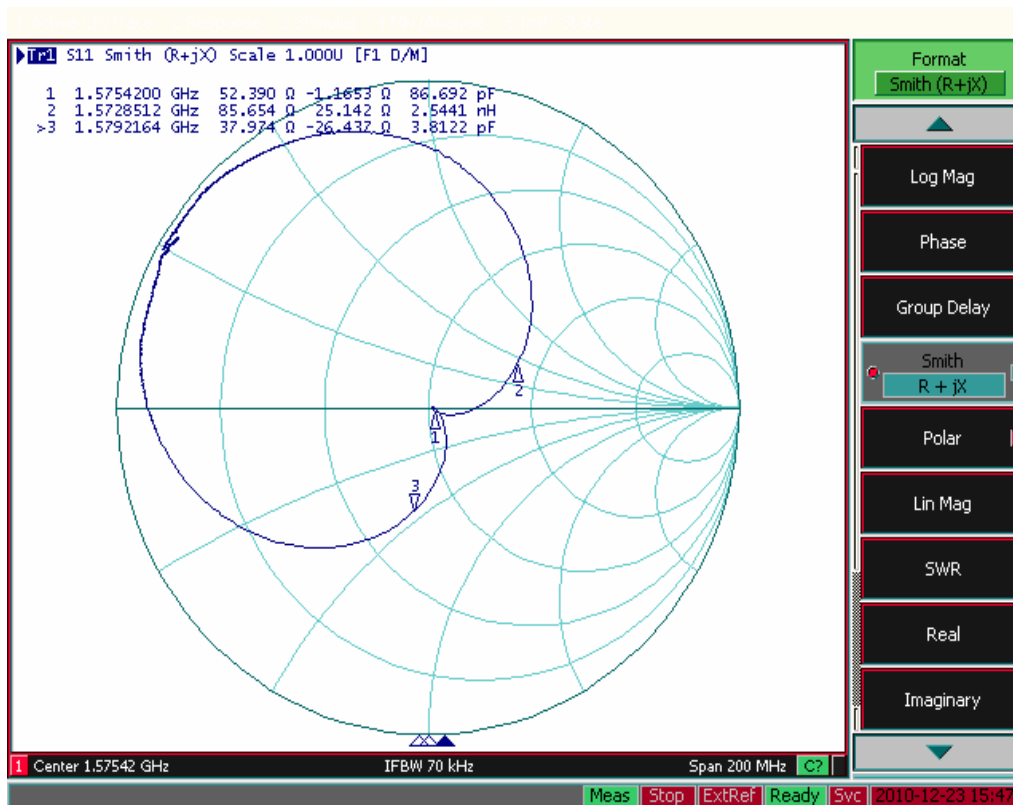 Tr1 S11 Smith (R+jX) Scale 1.000U [F1 D/M]
1 1.5754200 GHz 52.390 Ω -1.1653 Ω 86.692 pF
2 1.5728512 GHz 85.654 Ω 25.142 Ω 2.5441 nH
>3 1.5792164 GHz 37.974 Ω -26.437 Ω 3.8122 pF
2
1
3
1 Center 1.57542 GHz IFBW 70 kHz Span 200 MHz C?
Meas Stop ExtRef Ready Svc 2010-12-23 15:47
Format
Smith (R+jX)
Log Mag
Phase
Group Delay
Smith
R + jX
Polar
Lin Mag
SWR
Real
Imaginary